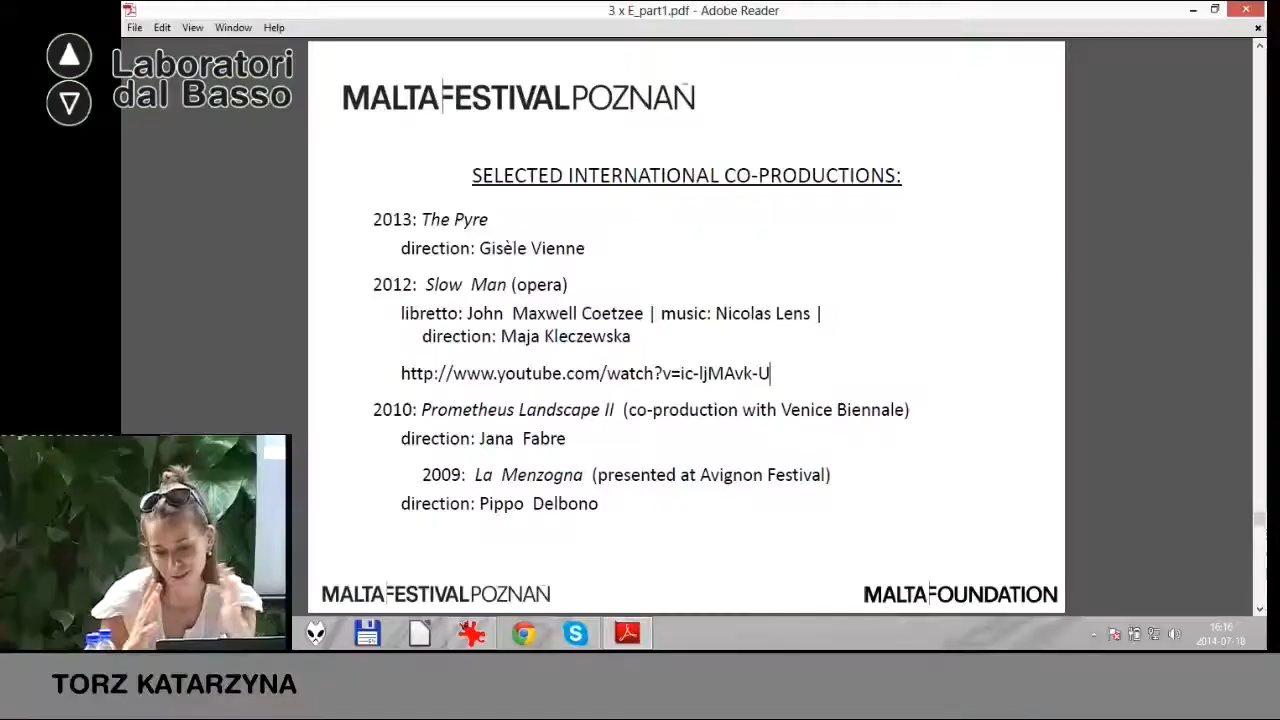 3 x E_part1.pdf - Adobe Reader
File Edit View Window Help
Laboratori
dal Basso
MALTAFESTIVALPOZNAŃ
SELECTED INTERNATIONAL CO-PRODUCTIONS:
2013: The Pyre
direction: Gisèle Vienne
2012: Slow Man (opera)
libretto: John Maxwell Coetzee | music: Nicolas Lens |
direction: Maja Kleczewska
http://www.youtube.com/watch?v=ic-ljMAvk-U
2010: Prometheus Landscape II (co-production with Venice Biennale)
direction: Jana Fabre
2009: La Menzogna (presented at Avignon Festival)
direction: Pippo Delbono
MALTAFESTIVALPOZNAŃ
MALTAFOUNDATION
16:16
2014-07-18
TORZ KATARZYNA